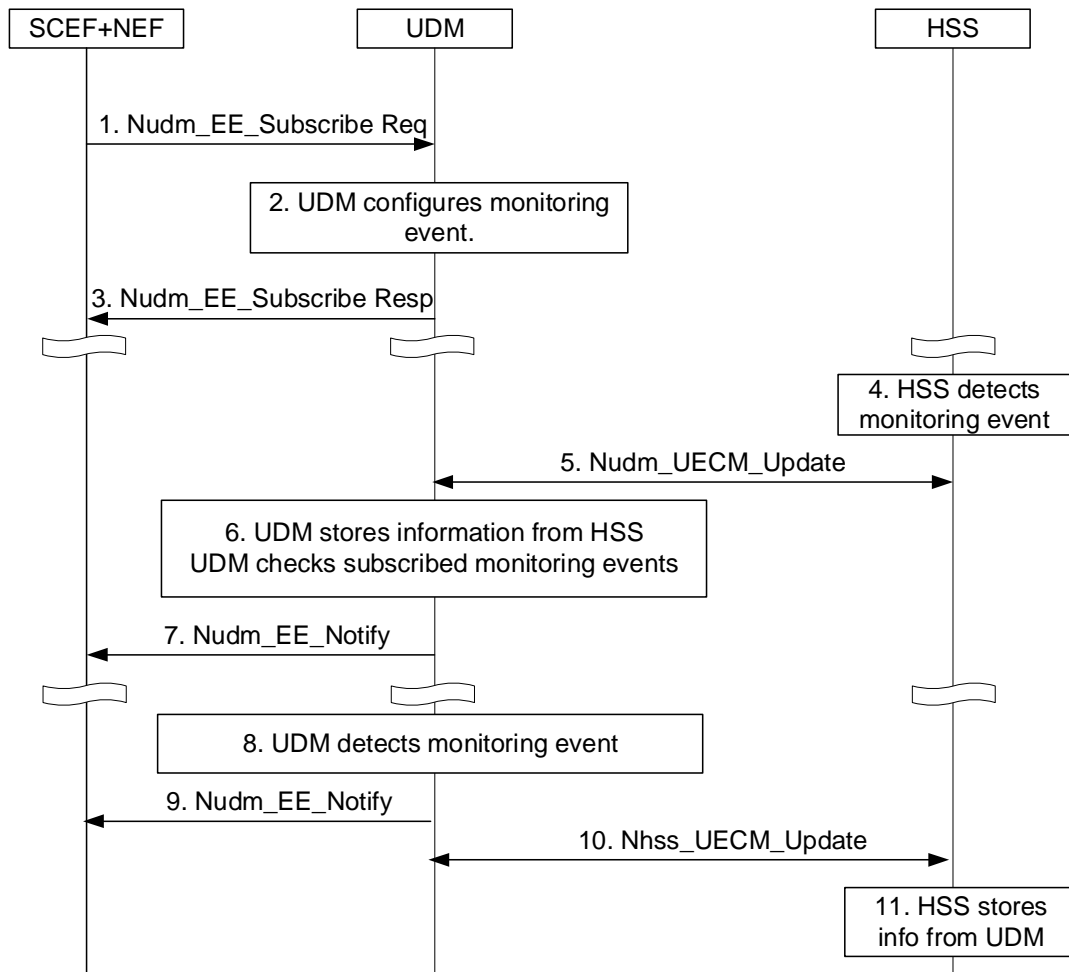 SCEF+NEF
UDM
HSS
1. Nudm_EE_Subscribe Req
2. UDM configures monitoring
event.
3. Nudm_EE_Subscribe Resp
4. HSS detects
monitoring event
5. Nudm_UECM_Update
6. UDM stores information from HSS
UDM checks subscribed monitoring events
7. Nudm_EE_Notify
8. UDM detects monitoring event
9. Nudm_EE_Notify
10. Nhss_UECM_Update
11. HSS stores
info from UDM